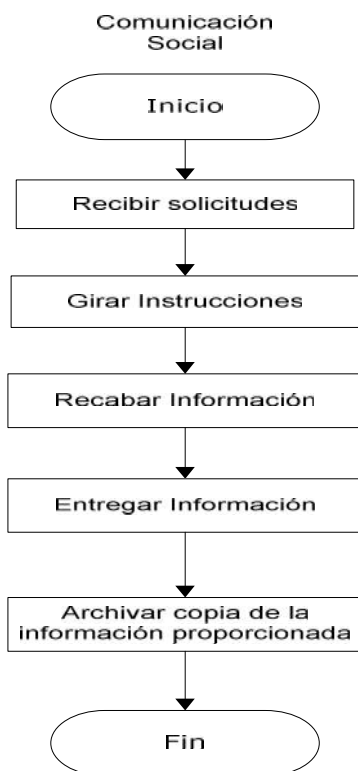 Comunicación
Social
Inicio
Recibir solicitudes
Girar Instrucciones
Recabar Información
Entregar Información
Archivar copia de la
información proporcionada
Fin